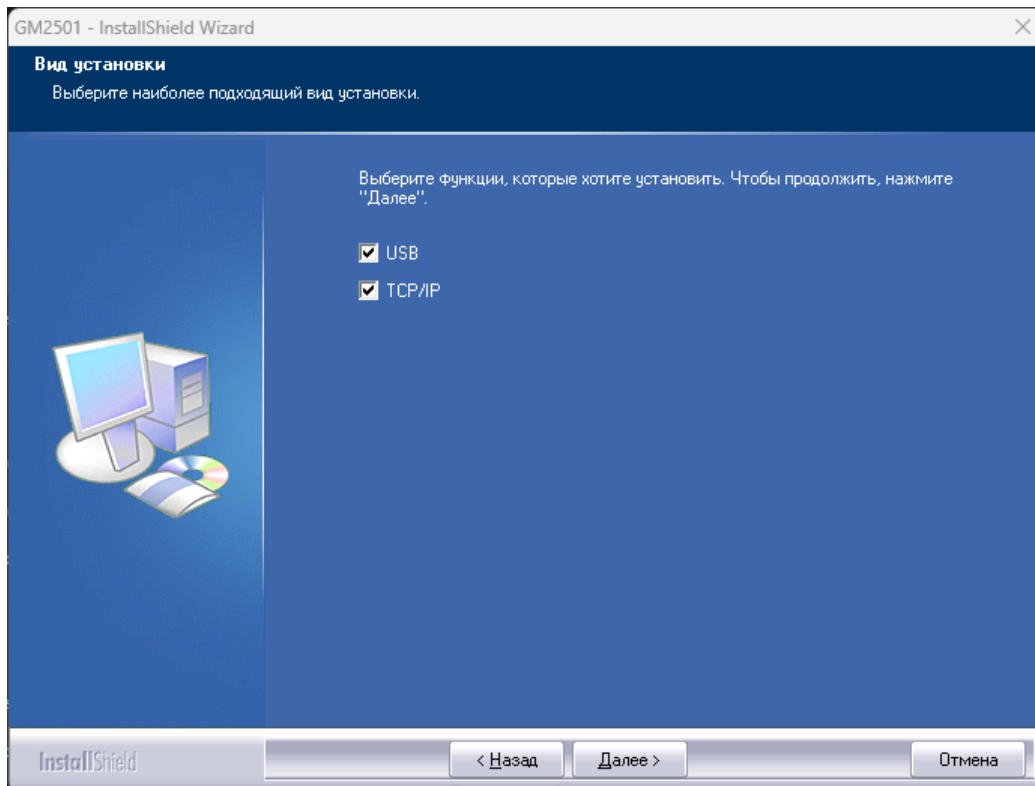 GM2501 - InstallShield Wizard
Вид установки
Выберите наиболее подходящий вид установки.
Выберите функции, которые хотите установить. Чтобы продолжить, нажмите
"Далее".
USB
TCP/IP
InstallShield
< Назад
Далее >
Отмена